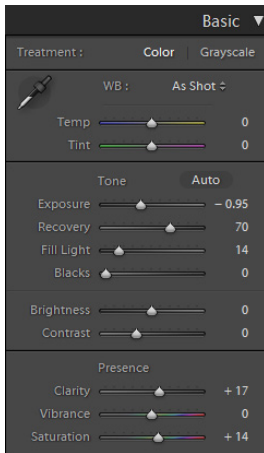 Basic ▼
Treatment : Color | Grayscale
WB : As Shot
Temp 0
Tint 0
Tone Auto
Exposure − 0.95
Recovery 70
Fill Light 14
Blacks 0
Brightness 0
Contrast 0
Presence
Clarity + 17
Vibrance 0
Saturation + 14